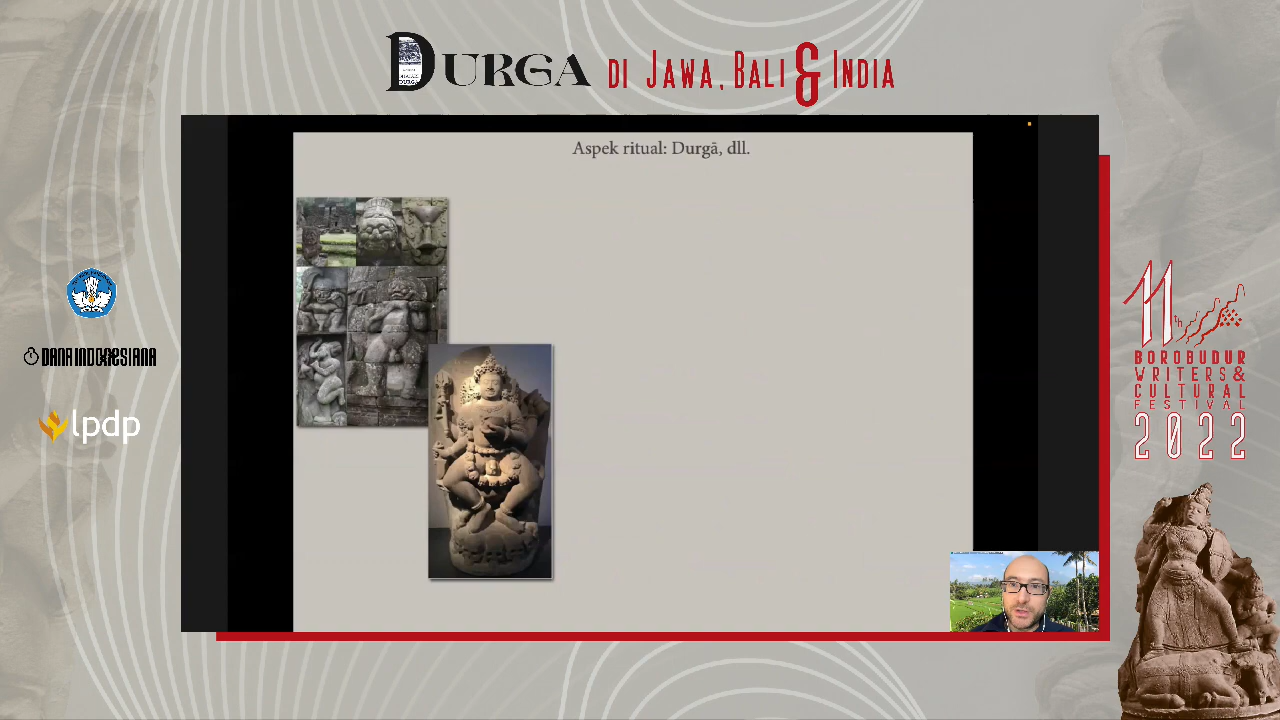 DURGA DI JAWA, BALI & INDIA
Aspek ritual: Durgā, dll.
DANA INDONESIANA
lpdp
11th
BOROBUDUR
WRITERS&
CULTURAL
FESTIVAL
2022